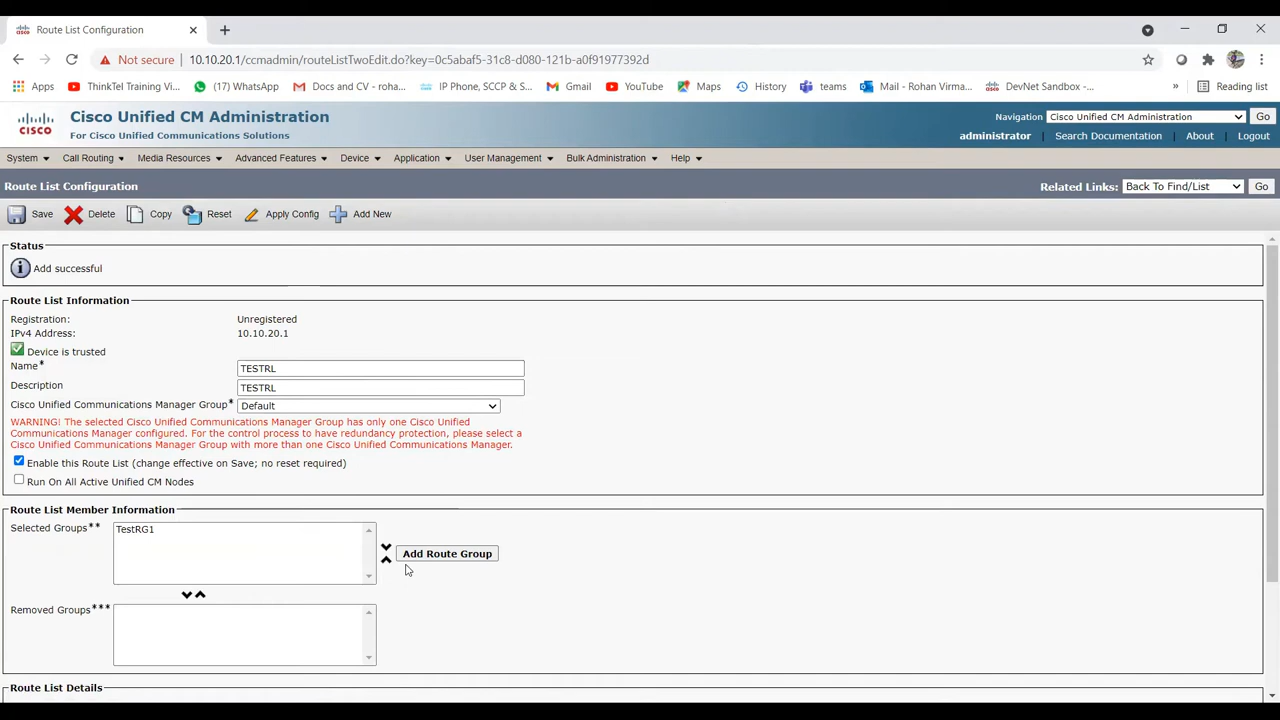 Route List Configuration
Not secure 10.10.20.1/ccmadmin/routeListTwoEdit.do?key=0c5abaf5-31c8-d08f-121b-a0f91977392d
Apps ThinkTel Training Vi... (17) WhatsApp Docs and CV - roha... IP Phone, SCCP & S... Gmail YouTube Maps History teams Mail - Rohan Virma... DevNet Sandbox -... » Reading list
CISCO
Cisco Unified CM Administration
For Cisco Unified Communications Solutions
Navigation Cisco Unified CM Administration Go
administrator Search Documentation About Logout
System Call Routing Media Resources Advanced Features Device Application User Management Bulk Administration Help
Route List Configuration
Related Links: Back To Find/List Go
Save Delete Copy Reset Apply Config Add New
Status
Add successful
Route List Information
Registration: Unregistered
IPv4 Address: 10.10.20.1
Device is trusted
Name* TESTRL
Description TESTRL
Cisco Unified Communications Manager Group* Default
WARNING! The selected Cisco Unified Communications Manager Group has only one Cisco Unified
Communications Manager configured. For the control process to have redundancy protection, please select a
Cisco Unified Communications Manager Group with more than one Cisco Unified Communications Manager.
Enable this Route List (change effective on Save; no reset required)
Run On All Active Unified CM Nodes
Route List Member Information
Selected Groups** TestRG1
Add Route Group
Removed Groups***
Route List Details